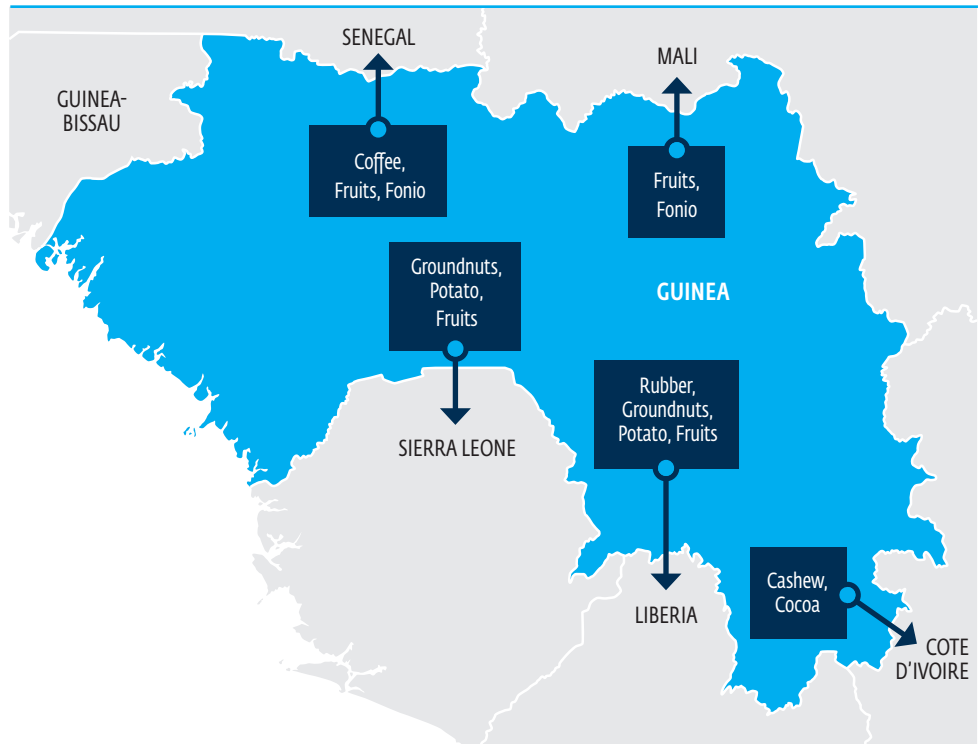 SENEGAL
MALI
GUINEA-
BISSAU
Coffee,
Fruits, Fonio
Fruits,
Fonio
Groundnuts,
Potato,
Fruits
GUINEA
Rubber,
Groundnuts,
Potato, Fruits
SIERRA LEONE
Cashew,
Cocoa
LIBERIA
COTE
D'IVOIRE